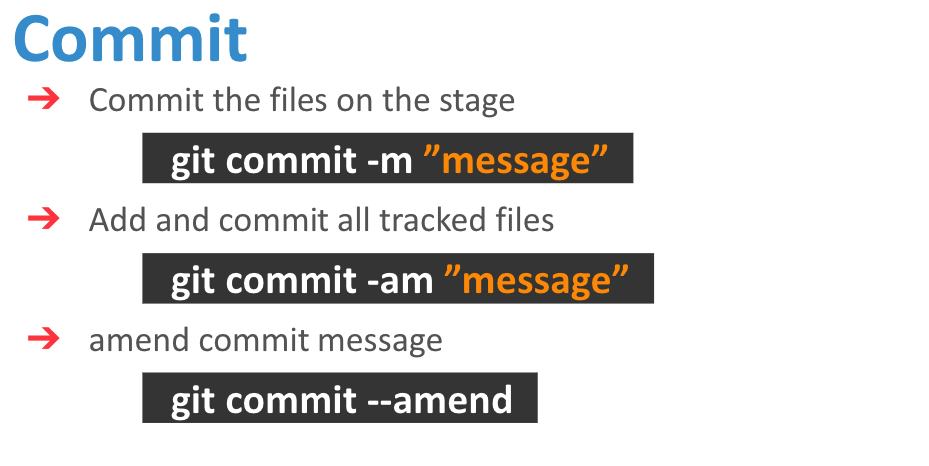 Commit
➔ Commit the files on the stage
git commit -m ”message”
➔ Add and commit all tracked files
git commit -am ”message”
➔ amend commit message
git commit --amend